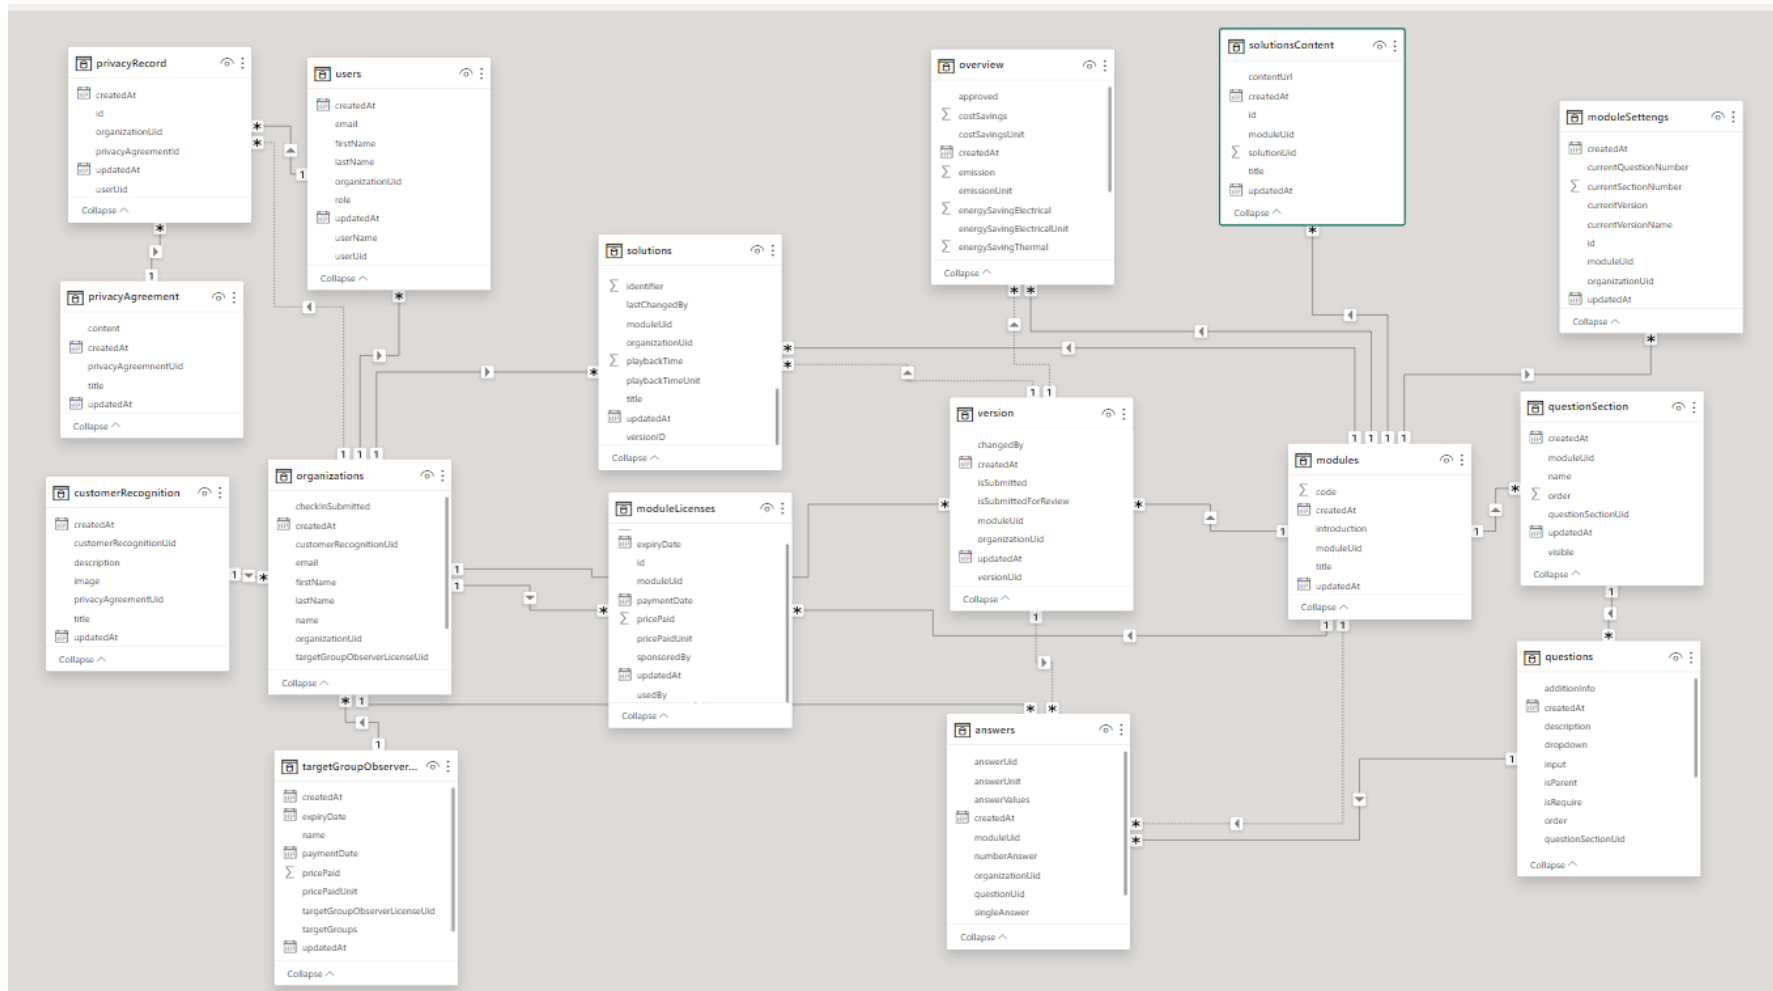 privacyRecord
createdAt
id
organizationUid
privacyAgreementId
updatedAt
userUid
Collapse
users
createdAt
email
firstName
lastName
organizationUid
role
updatedAt
userName
userUid
Collapse
overview
approved
costSavings
costSavingsUnit
createdAt
emission
emissionUnit
energySavingElectrical
energySavingElectricalUnit
energySavingThermal
Collapse
solutionsContent
contentUrl
createdAt
id
moduleUid
solutionUid
title
updatedAt
Collapse
moduleSettengs
createdAt
currentQuestionNumber
currentSectionNumber
currentVersion
currentVersionName
id
moduleUid
organizationUid
updatedAt
Collapse
solutions
identifier
lastChangedBy
moduleUid
organizationUid
playbackTime
playbackTimeUnit
title
updatedAt
versionID
Collapse
privacyAgreement
content
createdAt
privacyAgreemnentUid
title
updatedAt
Collapse
version
changedBy
createdAt
isSubmitted
isSubmittedForReview
moduleUid
organizationUid
updatedAt
versionUid
Collapse
questionSection
createdAt
moduleUid
name
order
questionSectionUid
updatedAt
visible
Collapse
modules
code
createdAt
introduction
moduleUid
title
updatedAt
Collapse
customerRecognition
createdAt
customerRecognitionUid
description
image
privacyAgreementUid
title
updatedAt
Collapse
organizations
checkInSubmitted
createdAt
customerRecognitionUid
email
firstName
lastName
name
organizationUid
targetGroupObserverLicenseUid
Collapse
moduleLicenses
expiryDate
id
moduleUid
paymentDate
pricePaid
pricePaidUnit
sponsoredBy
updatedAt
usedBy
Collapse
questions
additionInfo
createdAt
description
dropdown
input
isParent
isRequire
order
questionSectionUid
Collapse
answers
answerUid
answerUnit
answerValues
createdAt
moduleUid
numberAnswer
organizationUid
questionUid
singleAnswer
Collapse
targetGroupObserver...
createdAt
expiryDate
name
paymentDate
pricePaid
pricePaidUnit
targetGroupObserverLicenseUid
targetGroups
updatedAt
Collapse